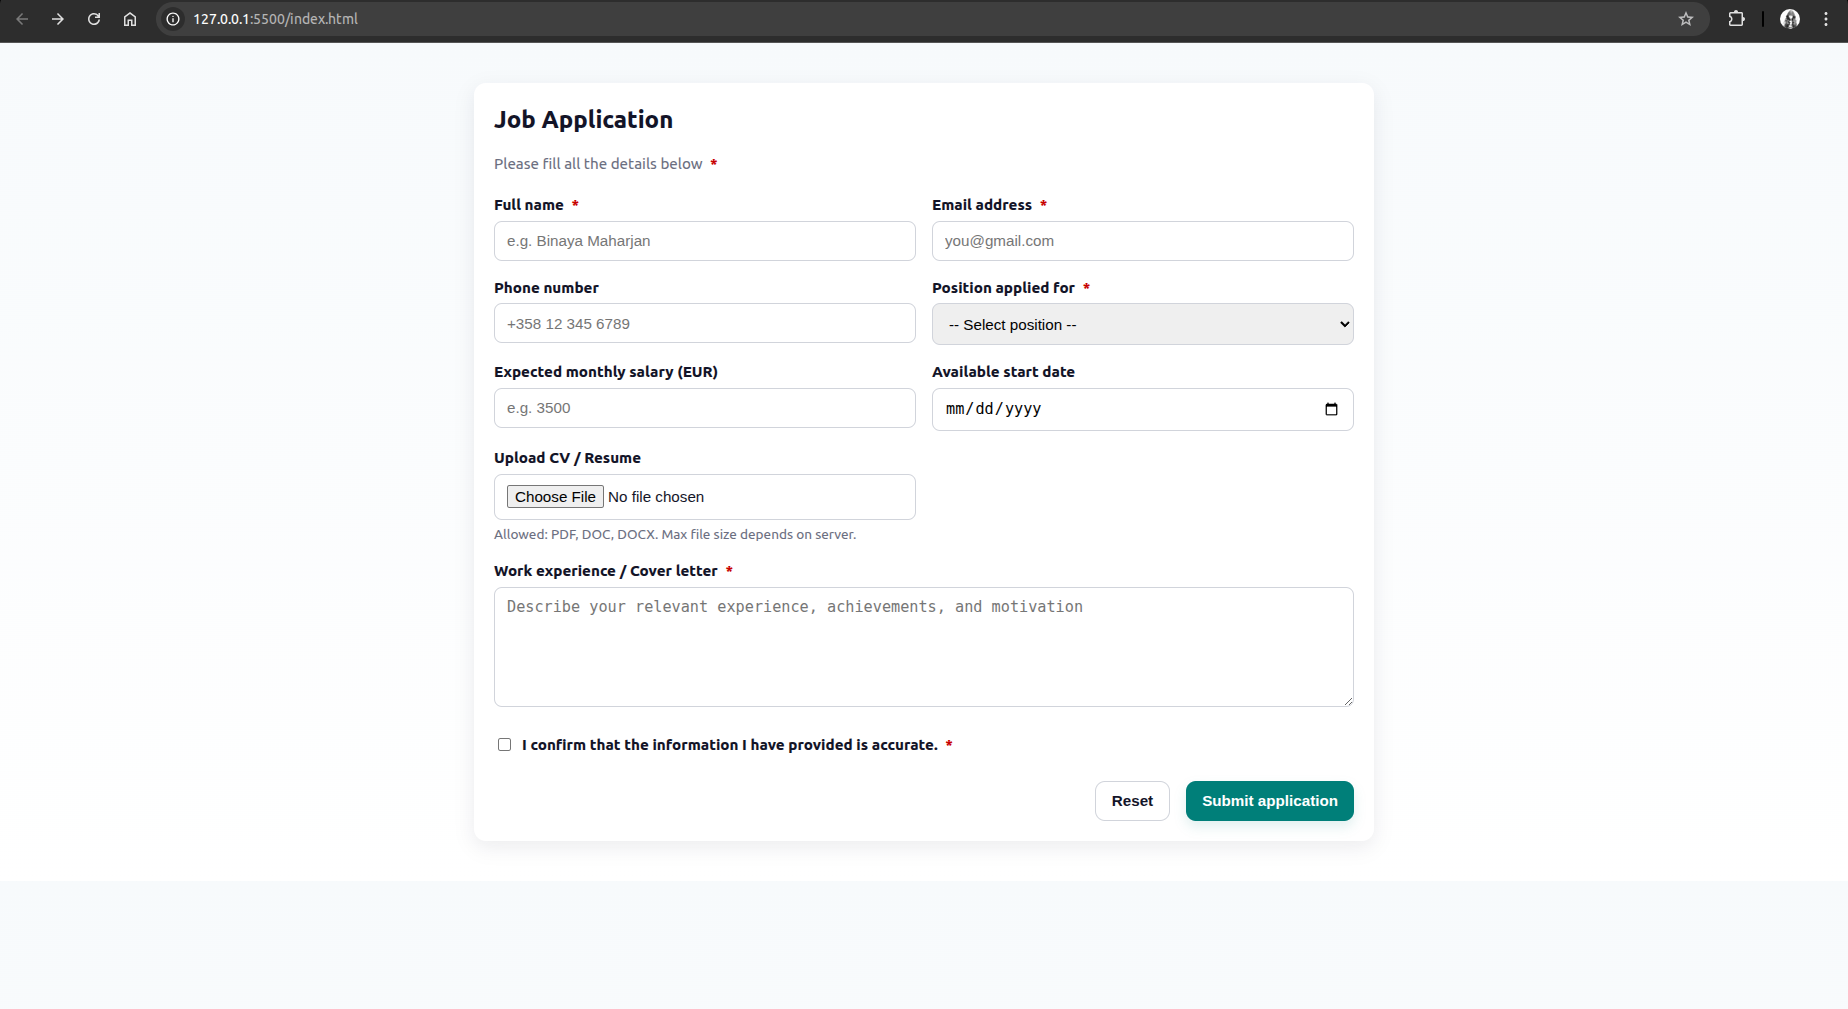 127.0.0.1:5500/index.html
Job Application
Please fill all the details below *
Full name *
Email address *
e.g. Binaya Maharjan
you@gmail.com
Phone number
Position applied for *
+358 12 345 6789
-- Select position --
Expected monthly salary (EUR)
Available start date
e.g. 3500
mm/dd/yyyy
Upload CV / Resume
Choose File No file chosen
Allowed: PDF, DOC, DOCX. Max file size depends on server.
Work experience / Cover letter *
Describe your relevant experience, achievements, and motivation
I confirm that the information I have provided is accurate. *
Reset
Submit application